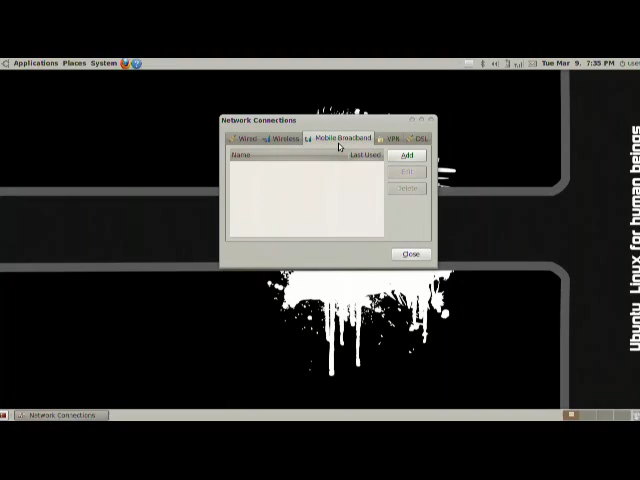 Applications Places System
Tue Mar 9, 7:35 PM
Network Connections
Wired Wireless Mobile Broadband VPN DSL
Name Last Used
Add
Edit
Delete
Close
Ubuntu, Linux for human beings
Network Connections